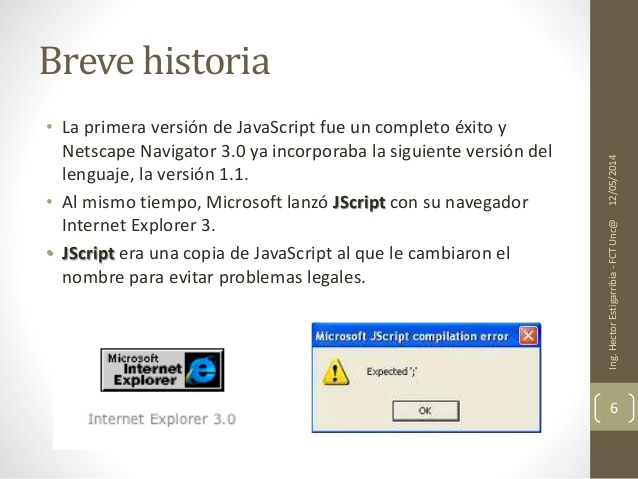 Breve historia
• La primera versión de JavaScript fue un completo éxito y
Netscape Navigator 3.0 ya incorporaba la siguiente versión del
lenguaje, la versión 1.1.
• Al mismo tiempo, Microsoft lanzó JScript con su navegador
Internet Explorer 3.
• JScript era una copia de JavaScript al que le cambiaron el
nombre para evitar problemas legales.
Microsoft
Internet
Explorer
Internet Explorer 3.0
Microsoft JScript compilation error
Expected ';'
OK
12/05/2014
Ing. Hector Estigarribia - FCT Unc@
6